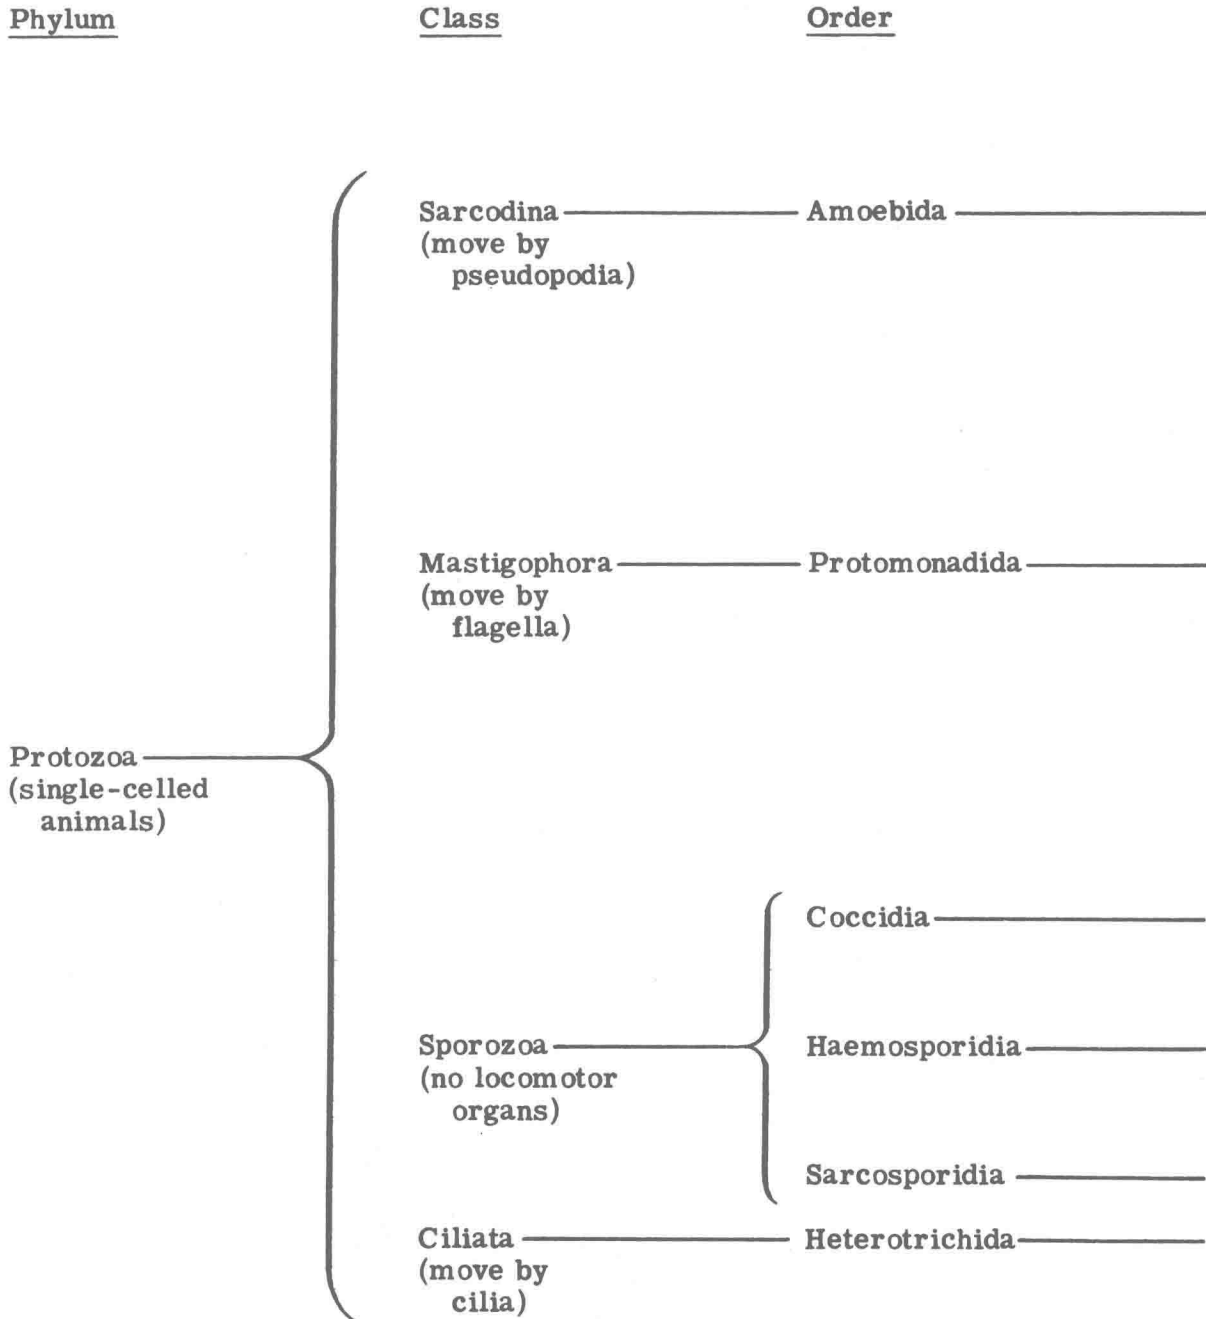 Phylum Class Order
Sarcodina Amoebida
(move by
pseudopodia)
Mastigophora Protomonadida
(move by
flagella)
Protozoa
(single-celled
animals)
Coccidia
Sporozoa Haemosporidia
(no locomotor
organs)
Sarcosporidia
Ciliata Heterotrichida
(move by
cilia)